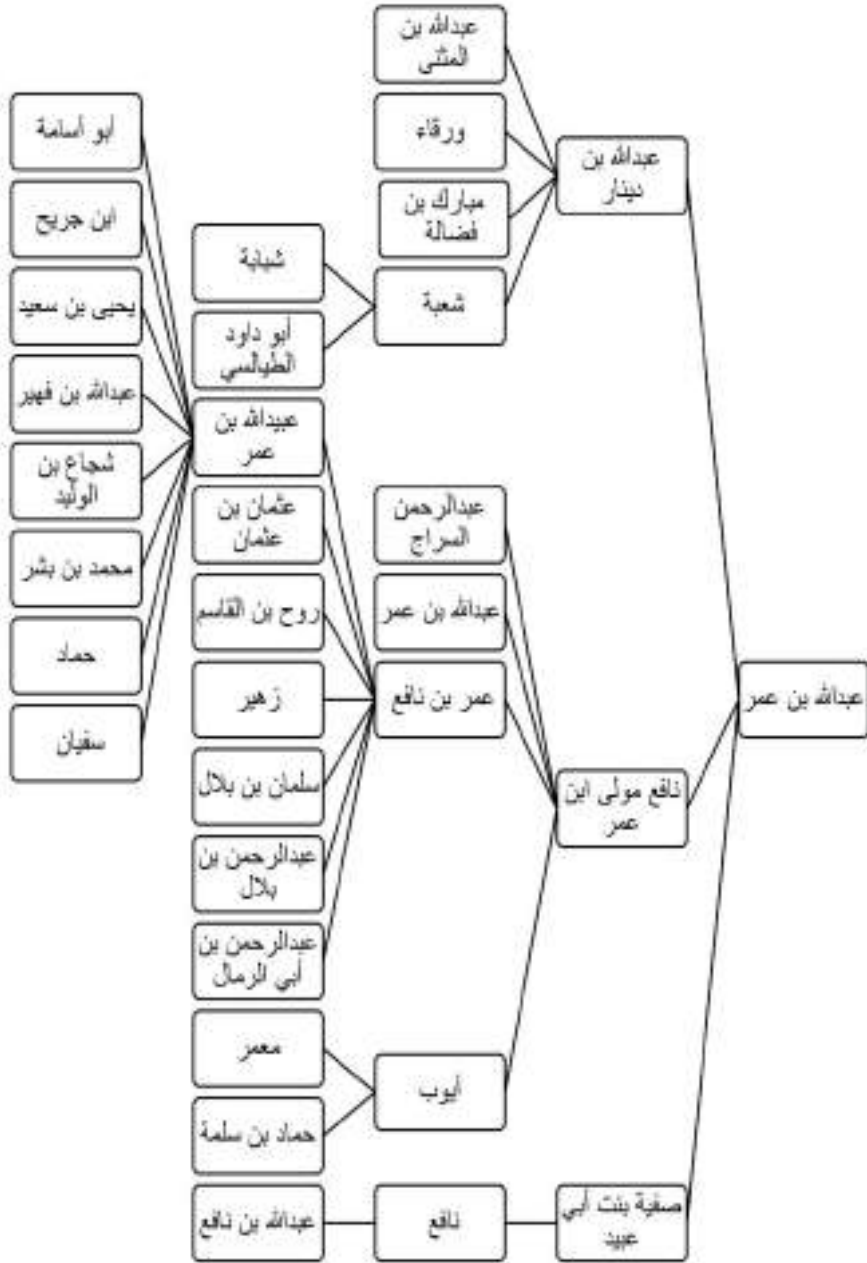 عبدالله بن عمر
عبدالله بن
دينار
نافع مولى ابن
عمر
صفية بنت أبي
عبيد
عبدالله بن
المثنى
ورقاء
مبارك بن
فضالة
شعبة
عبدالرحمن
السراج
عبدالله بن عمر
عمر بن نافع
أيوب
نافع
شبابة
أبو داود
الطيالسي
عبيدالله بن
عمر
عثمان بن
عثمان
روح بن القاسم
زهير
سلمان بن بلال
عبدالرحمن بن
بلال
عبدالرحمن بن
أبي الرمال
معمر
حماد بن سلمة
عبدالله بن نافع
أبو أسامة
ابن جريح
يحيى بن سعيد
عبدالله بن فهير
شجاع بن
الوليد
محمد بن بشر
حماد
سفيان